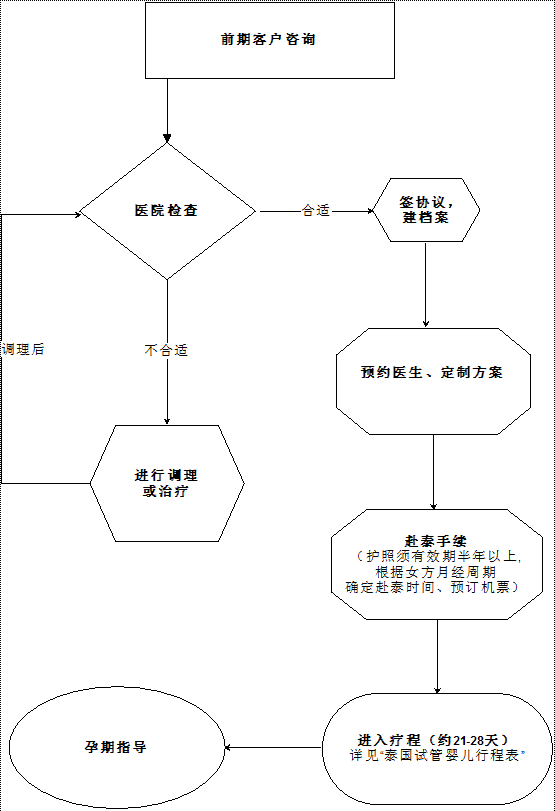 前期客户咨询
医院检查
合适
签协议，
建档案
调理后
不合适
预约医生、定制方案
进行调理
或治疗
赴泰手续
（护照须有效期半年以上,
根据女方月经周期
确定赴泰时间、预订机票）
进入疗程（约21-28天）
详见“泰国试管婴儿行程表”
孕期指导